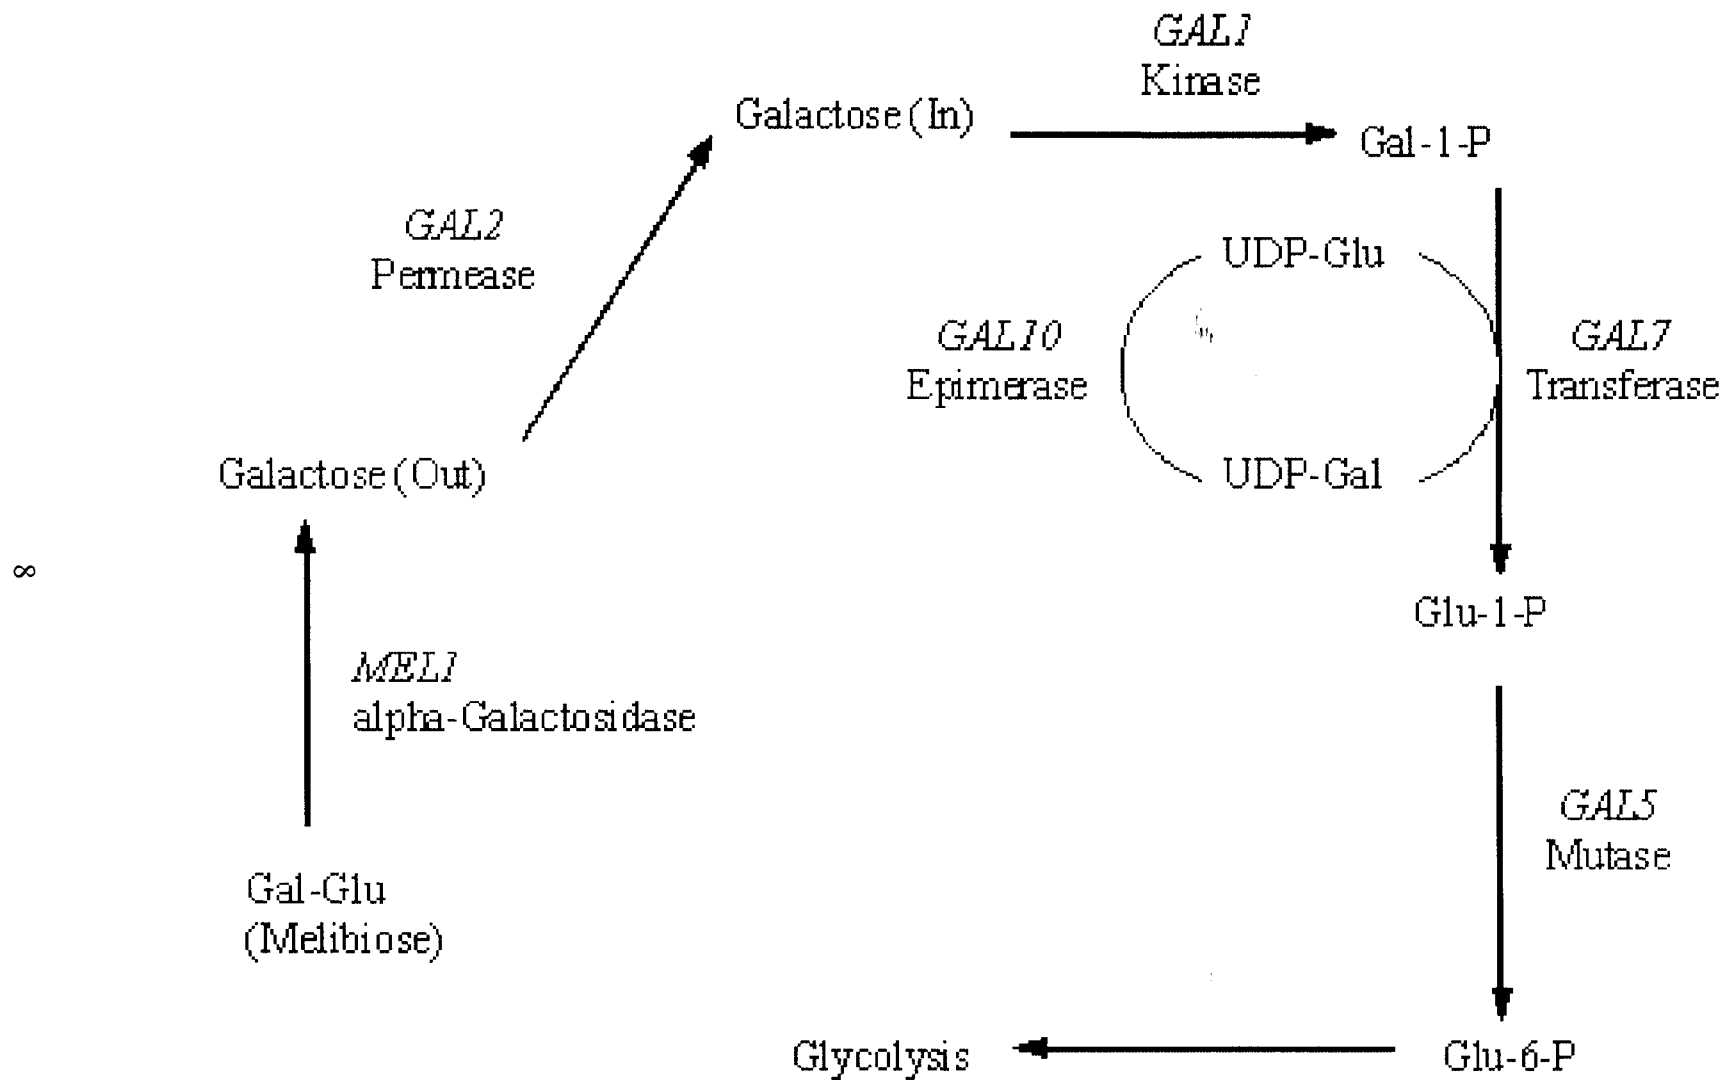 GAL1
Kinase
Galactose (In)
Gal-1-P
GAL2
Permease
UDP-Glu
GAL10
Epimerase
GAL7
Transferase
Galactose (Out)
UDP-Gal
∞
Glu-1-P
MEL1
alpha-Galactosidase
GAL5
Mutase
Gal-Glu
(Melibiose)
Glycolysis
Glu-6-P